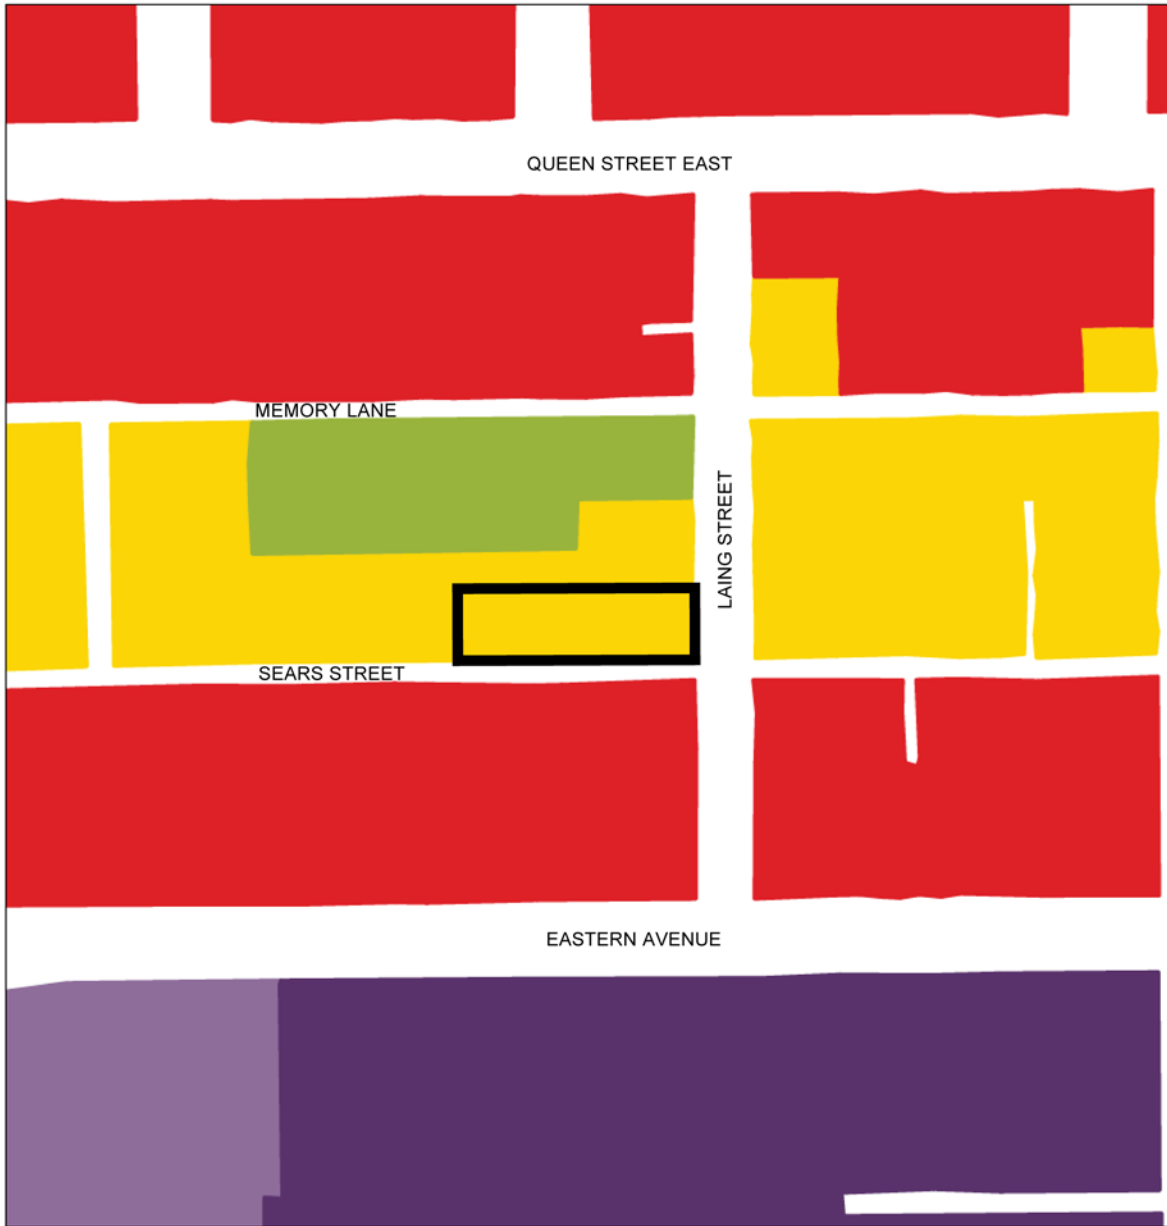 QUEEN STREET EAST
MEMORY LANE
LAING STREET
SEARS STREET
EASTERN AVENUE